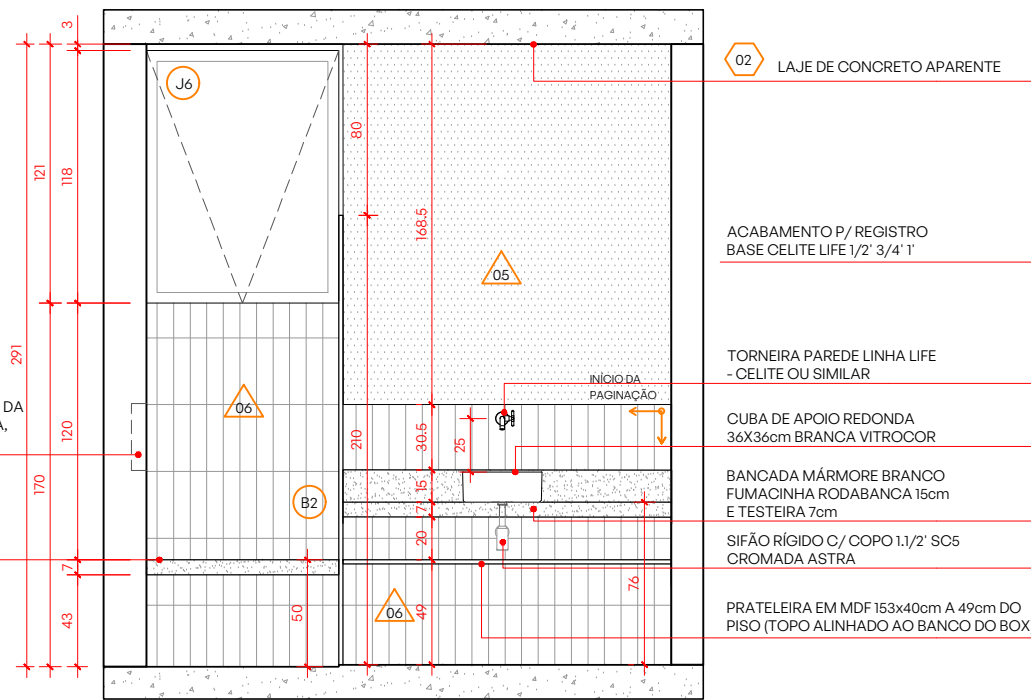 3
J6
02
LAJE DE CONCRETO APARENTE
80
121
118
168.5
ACABAMENTO P/ REGISTRO
BASE CELITE LIFE 1/2' 3/4' 1'
05
291
TORNEIRA PAREDE LINHA LIFE
- CELITE OU SIMILAR
INÍCIO DA
PAGINAÇÃO
DA
06
120
210
30.5
25
CUBA DE APOIO REDONDA
36X36cm BRANCA VITROCOR
170
15
B2
7
BANCADA MÁRMORE BRANCO
FUMACINHA RODABANCA 15cm
E TESTEIRA 7cm
20
SIFÃO RÍGIDO C/ COPO 1.1/2' SC5
CROMADA ASTRA
7
76
43
50
06
49
PRATELEIRA EM MDF 153x40cm A 49cm DO
PISO (TOPO ALINHADO AO BANCO DO BOX